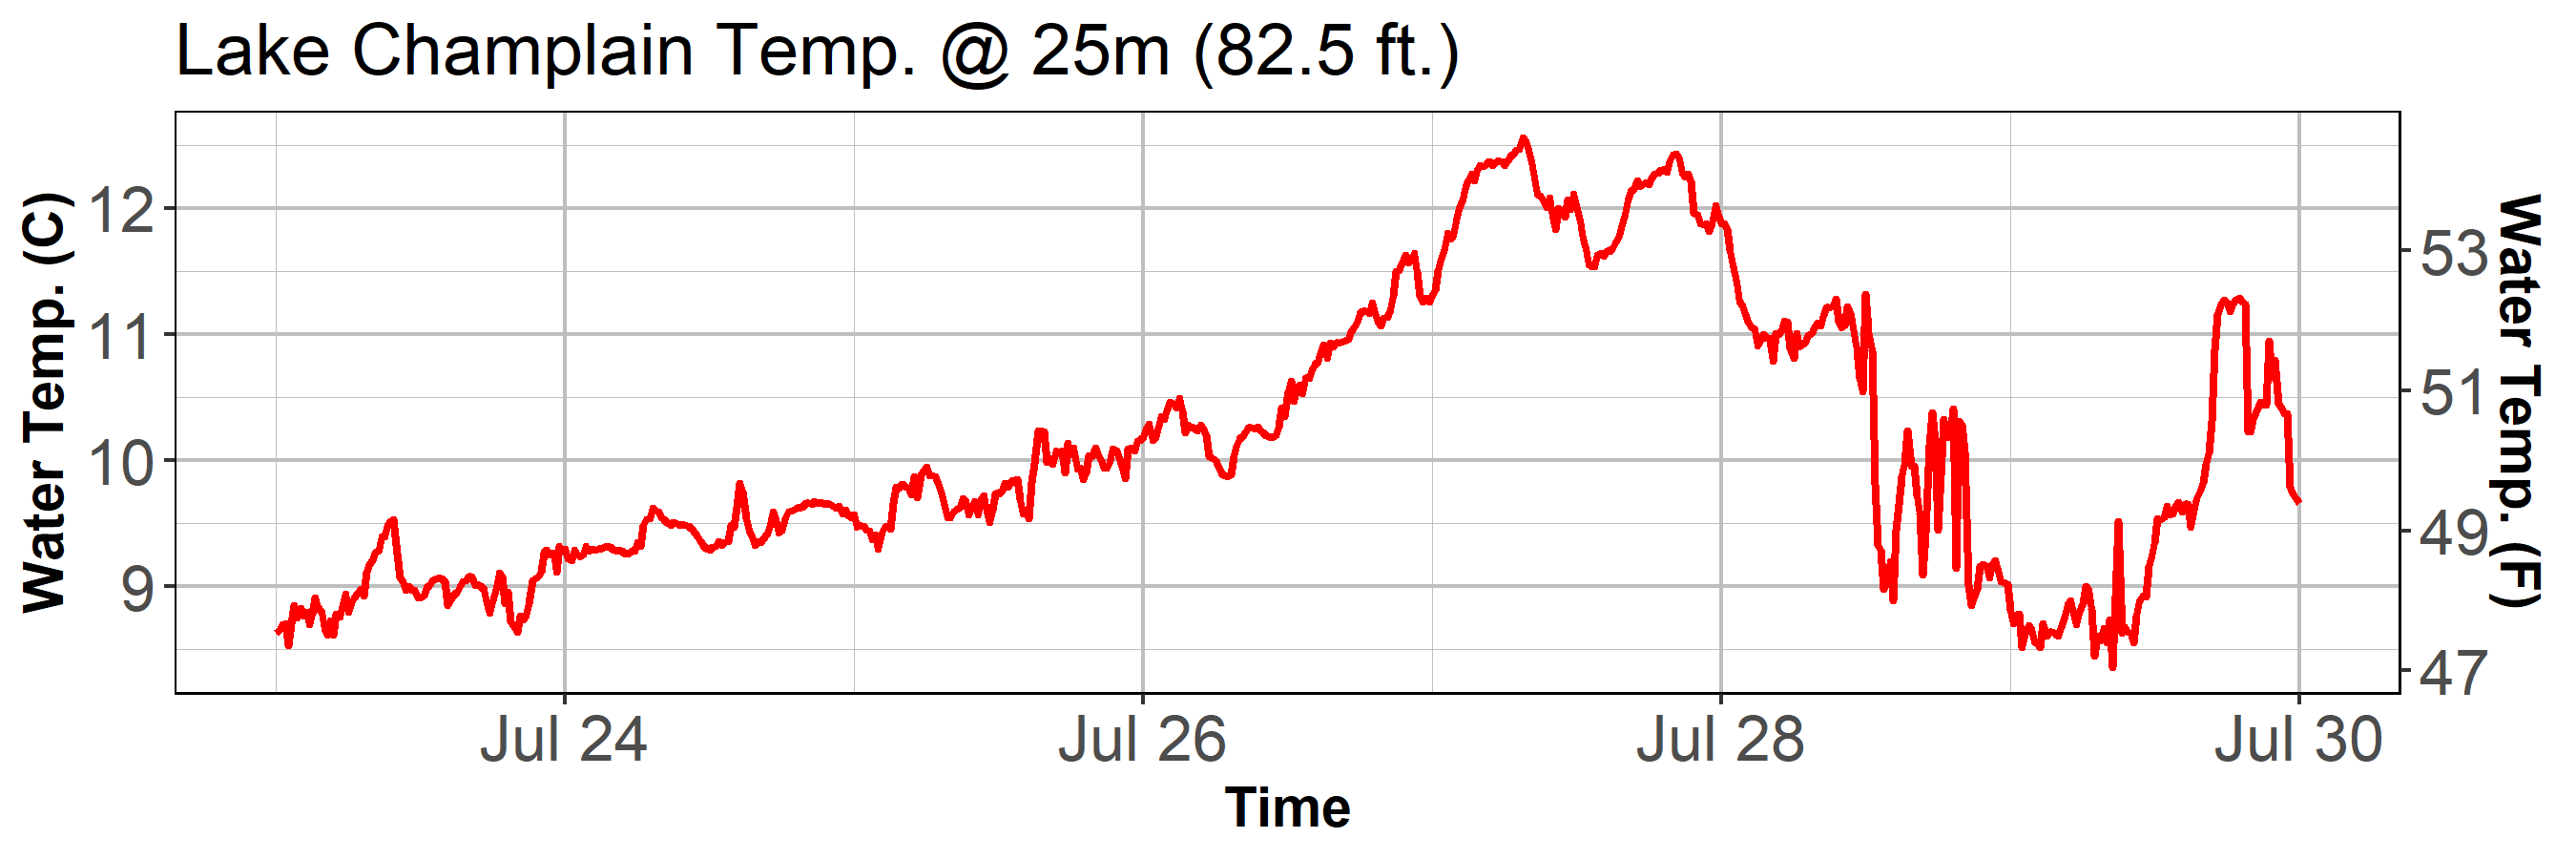 Lake Champlain Temp. @ 25m (82.5 ft.)
Water Temp. (C)
12
11
10
9
53
51
49
47
Water Temp. (F)
Jul 24
Jul 26
Jul 28
Jul 30
Time